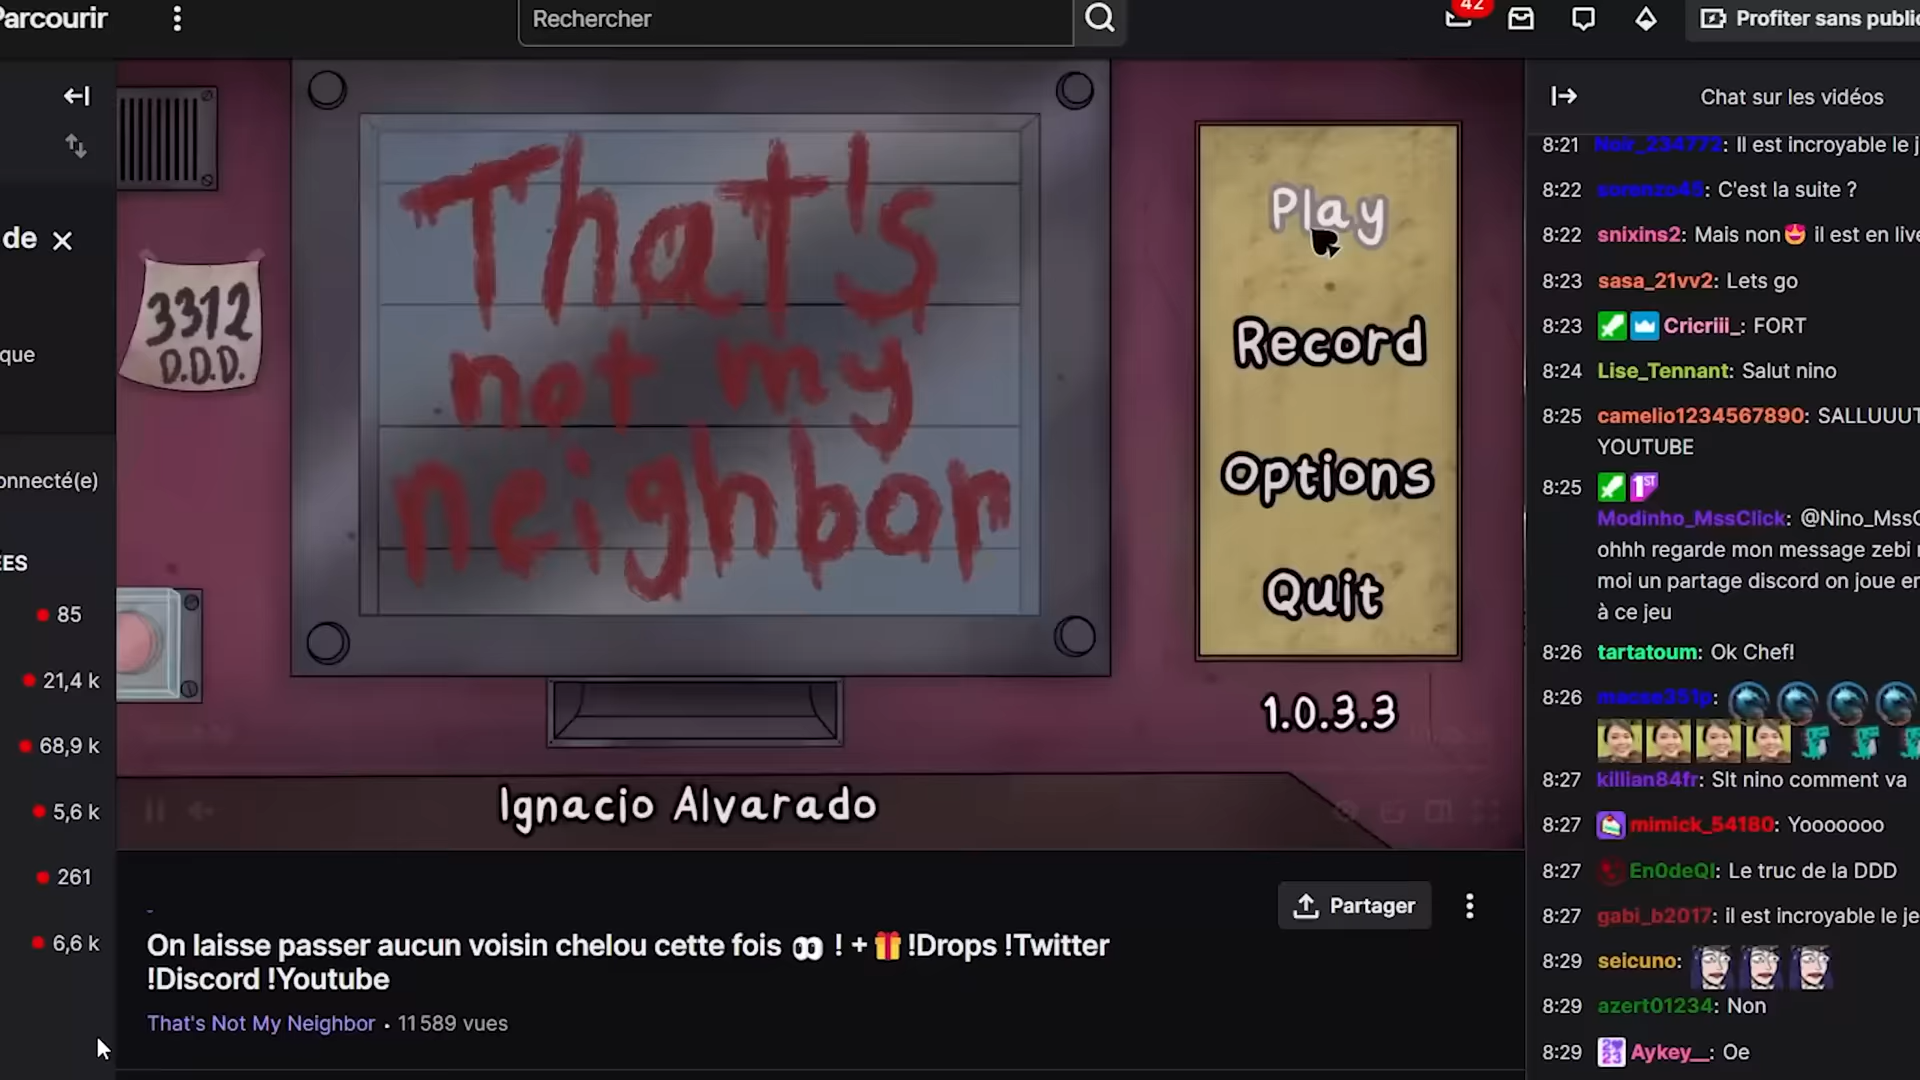 Parcourir
Rechercher
42
Profiter sans public
de
que
onnecté(e)
ÉES
85
21,4 k
68,9 k
5,6 k
261
6,6 k
3312
D.D.D.
That's
not my
neighbor
Play
Record
Options
Quit
1.0.3.3
Ignacio Alvarado
Partager
On laisse passer aucun voisin chelou cette fois 👀 ! + 🎁 !Drops !Twitter
!Discord !Youtube
That's Not My Neighbor • 11 589 vues
Chat sur les vidéos
8:21 Noir_234772: Il est incroyable le j
8:22 sorenzo45: C'est la suite ?
8:22 snixins2: Mais non😍 il est en live
8:23 sasa_21vv2: Lets go
8:23 Cricriii_: FORT
8:24 Lise_Tennant: Salut nino
8:25 camelio1234567890: SALLUUUT
YOUTUBE
8:25 1ST
Modinho_MssClick: @Nino_MssC
ohhh regarde mon message zebi
moi un partage discord on joue en
à ce jeu
8:26 tartatoum: Ok Chef!
8:26 macse351p:
8:27 killian84fr: Slt nino comment va
8:27 mimick_54180: Yooooooo
8:27 En0deQI: Le truc de la DDD
8:27 gabi_b2017: il est incroyable le je
8:29 seicuno:
8:29 azert01234: Non
8:29 Aykey__: Oe